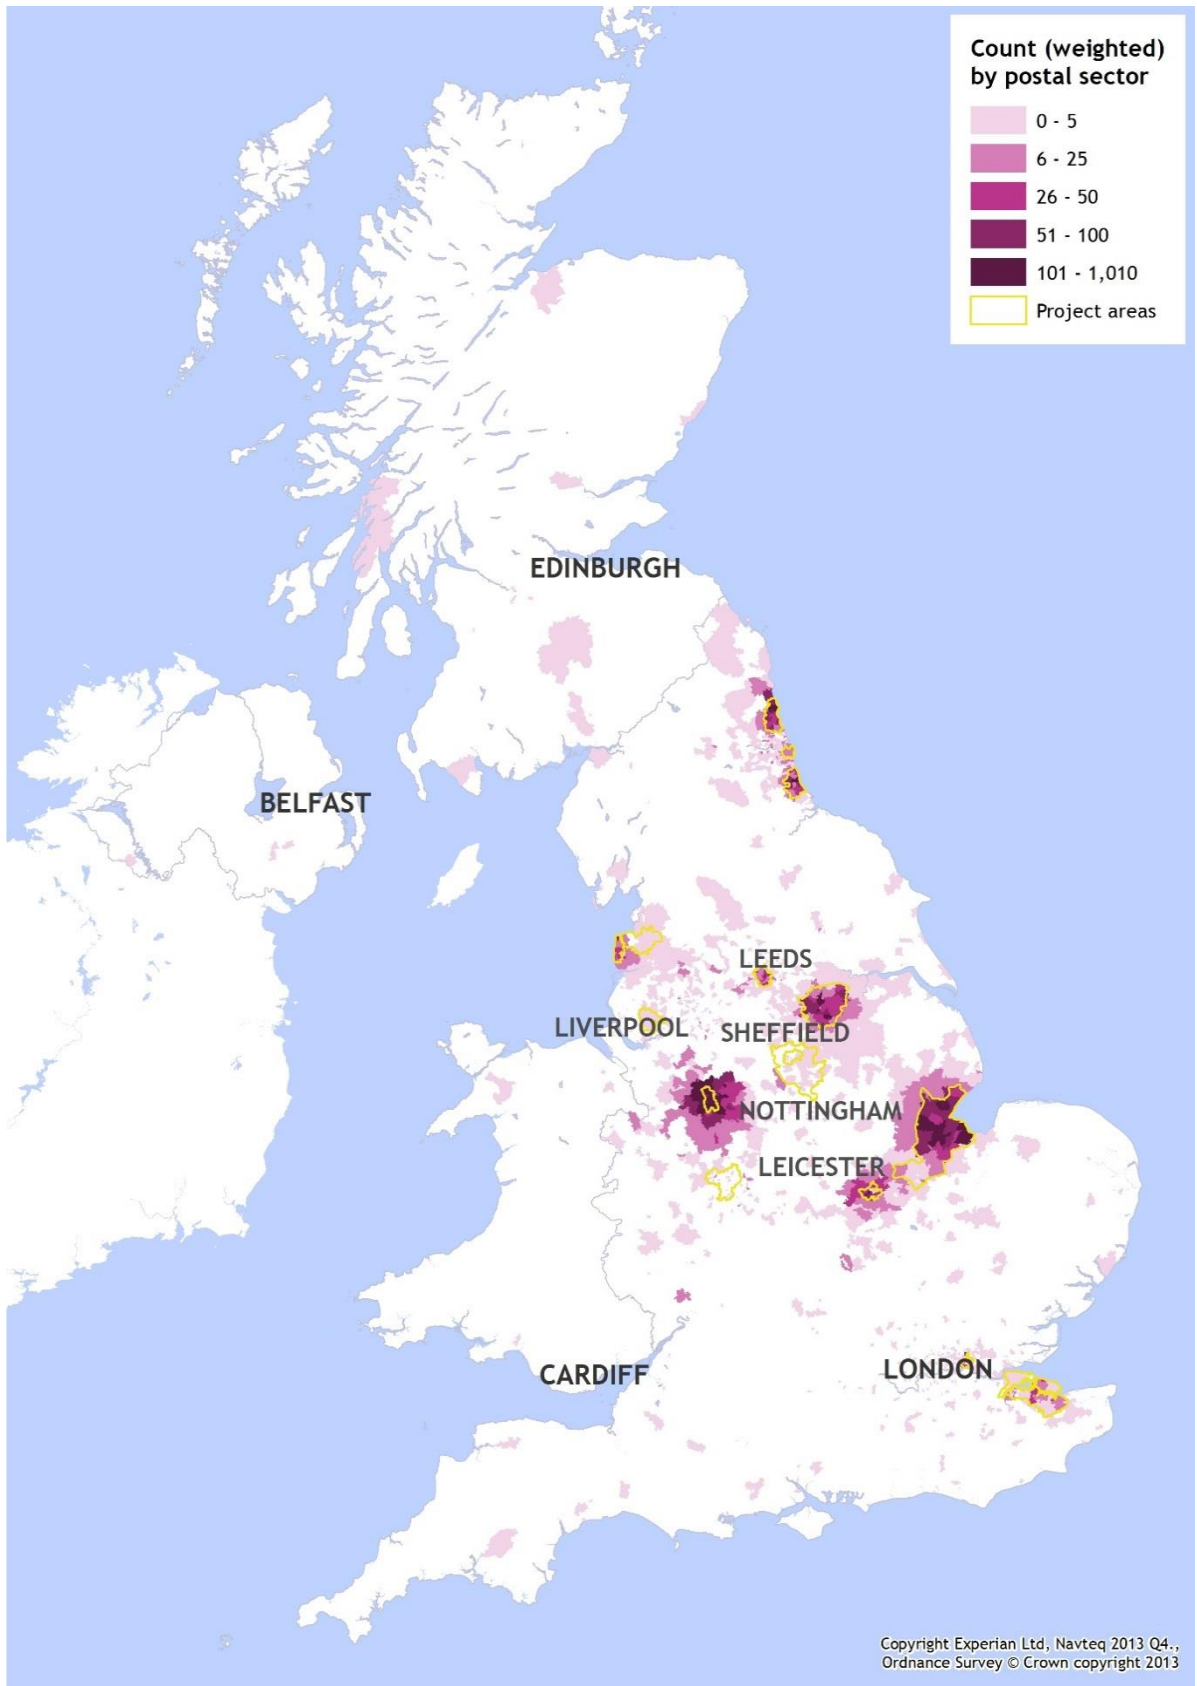 Count (weighted)
by postal sector
0 - 5
6 - 25
26 - 50
51 - 100
101 - 1,010
Project areas
EDINBURGH
BELFAST
LEEDS
LIVERPOOL
SHEFFIELD
NOTTINGHAM
LEICESTER
CARDIFF
LONDON
Copyright Experian Ltd, Navteq 2013 Q4.,
Ordnance Survey © Crown copyright 2013